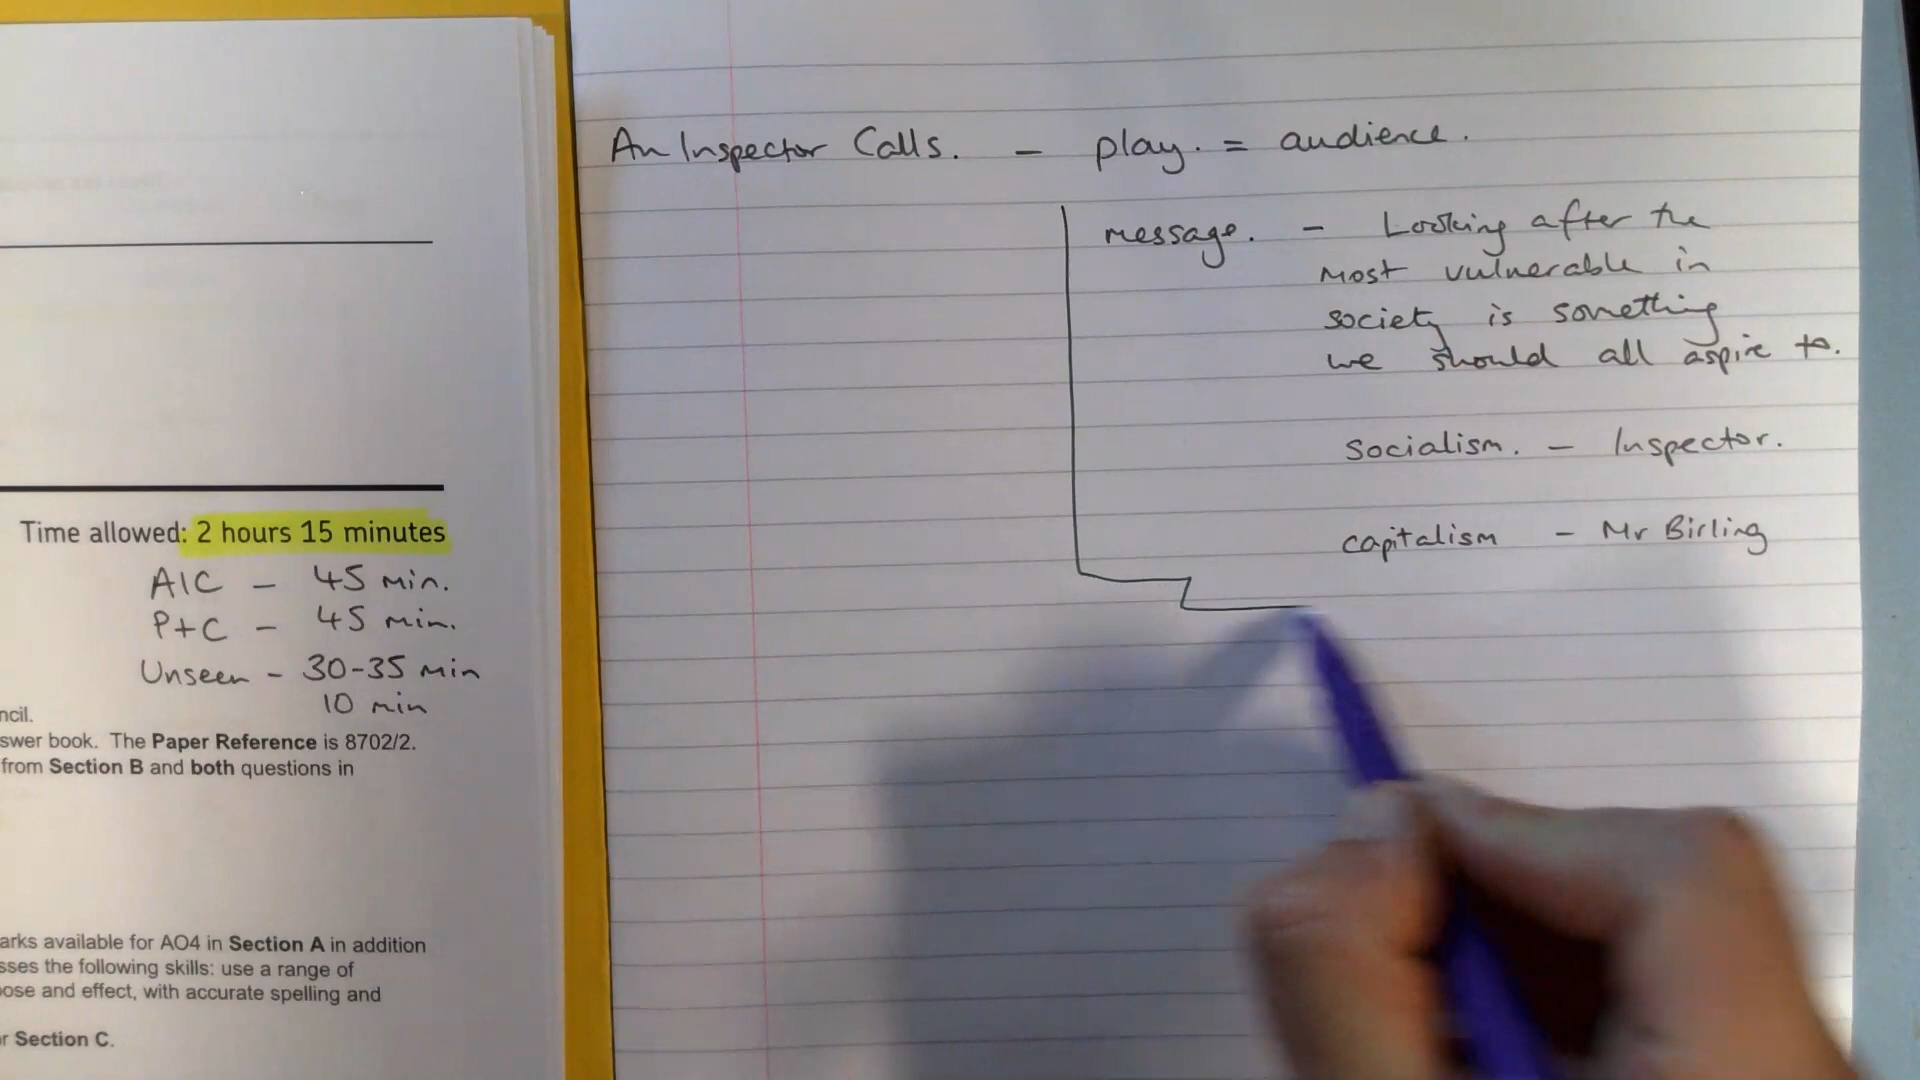 Time allowed: 2 hours 15 minutes
AIC - 45 min.
P+C - 45 min.
Unseen - 30-35 min
10 min
ncil.
swer book. The Paper Reference is 8702/2.
from Section B and both questions in
arks available for AO4 in Section A in addition
sses the following skills: use a range of
ose and effect, with accurate spelling and
r Section C.
An Inspector Calls. - play. = audience.
message. - Looking after the
most vulnerable in
society is something
we should all aspire to.
socialism. - Inspector.
capitalism - Mr Birling